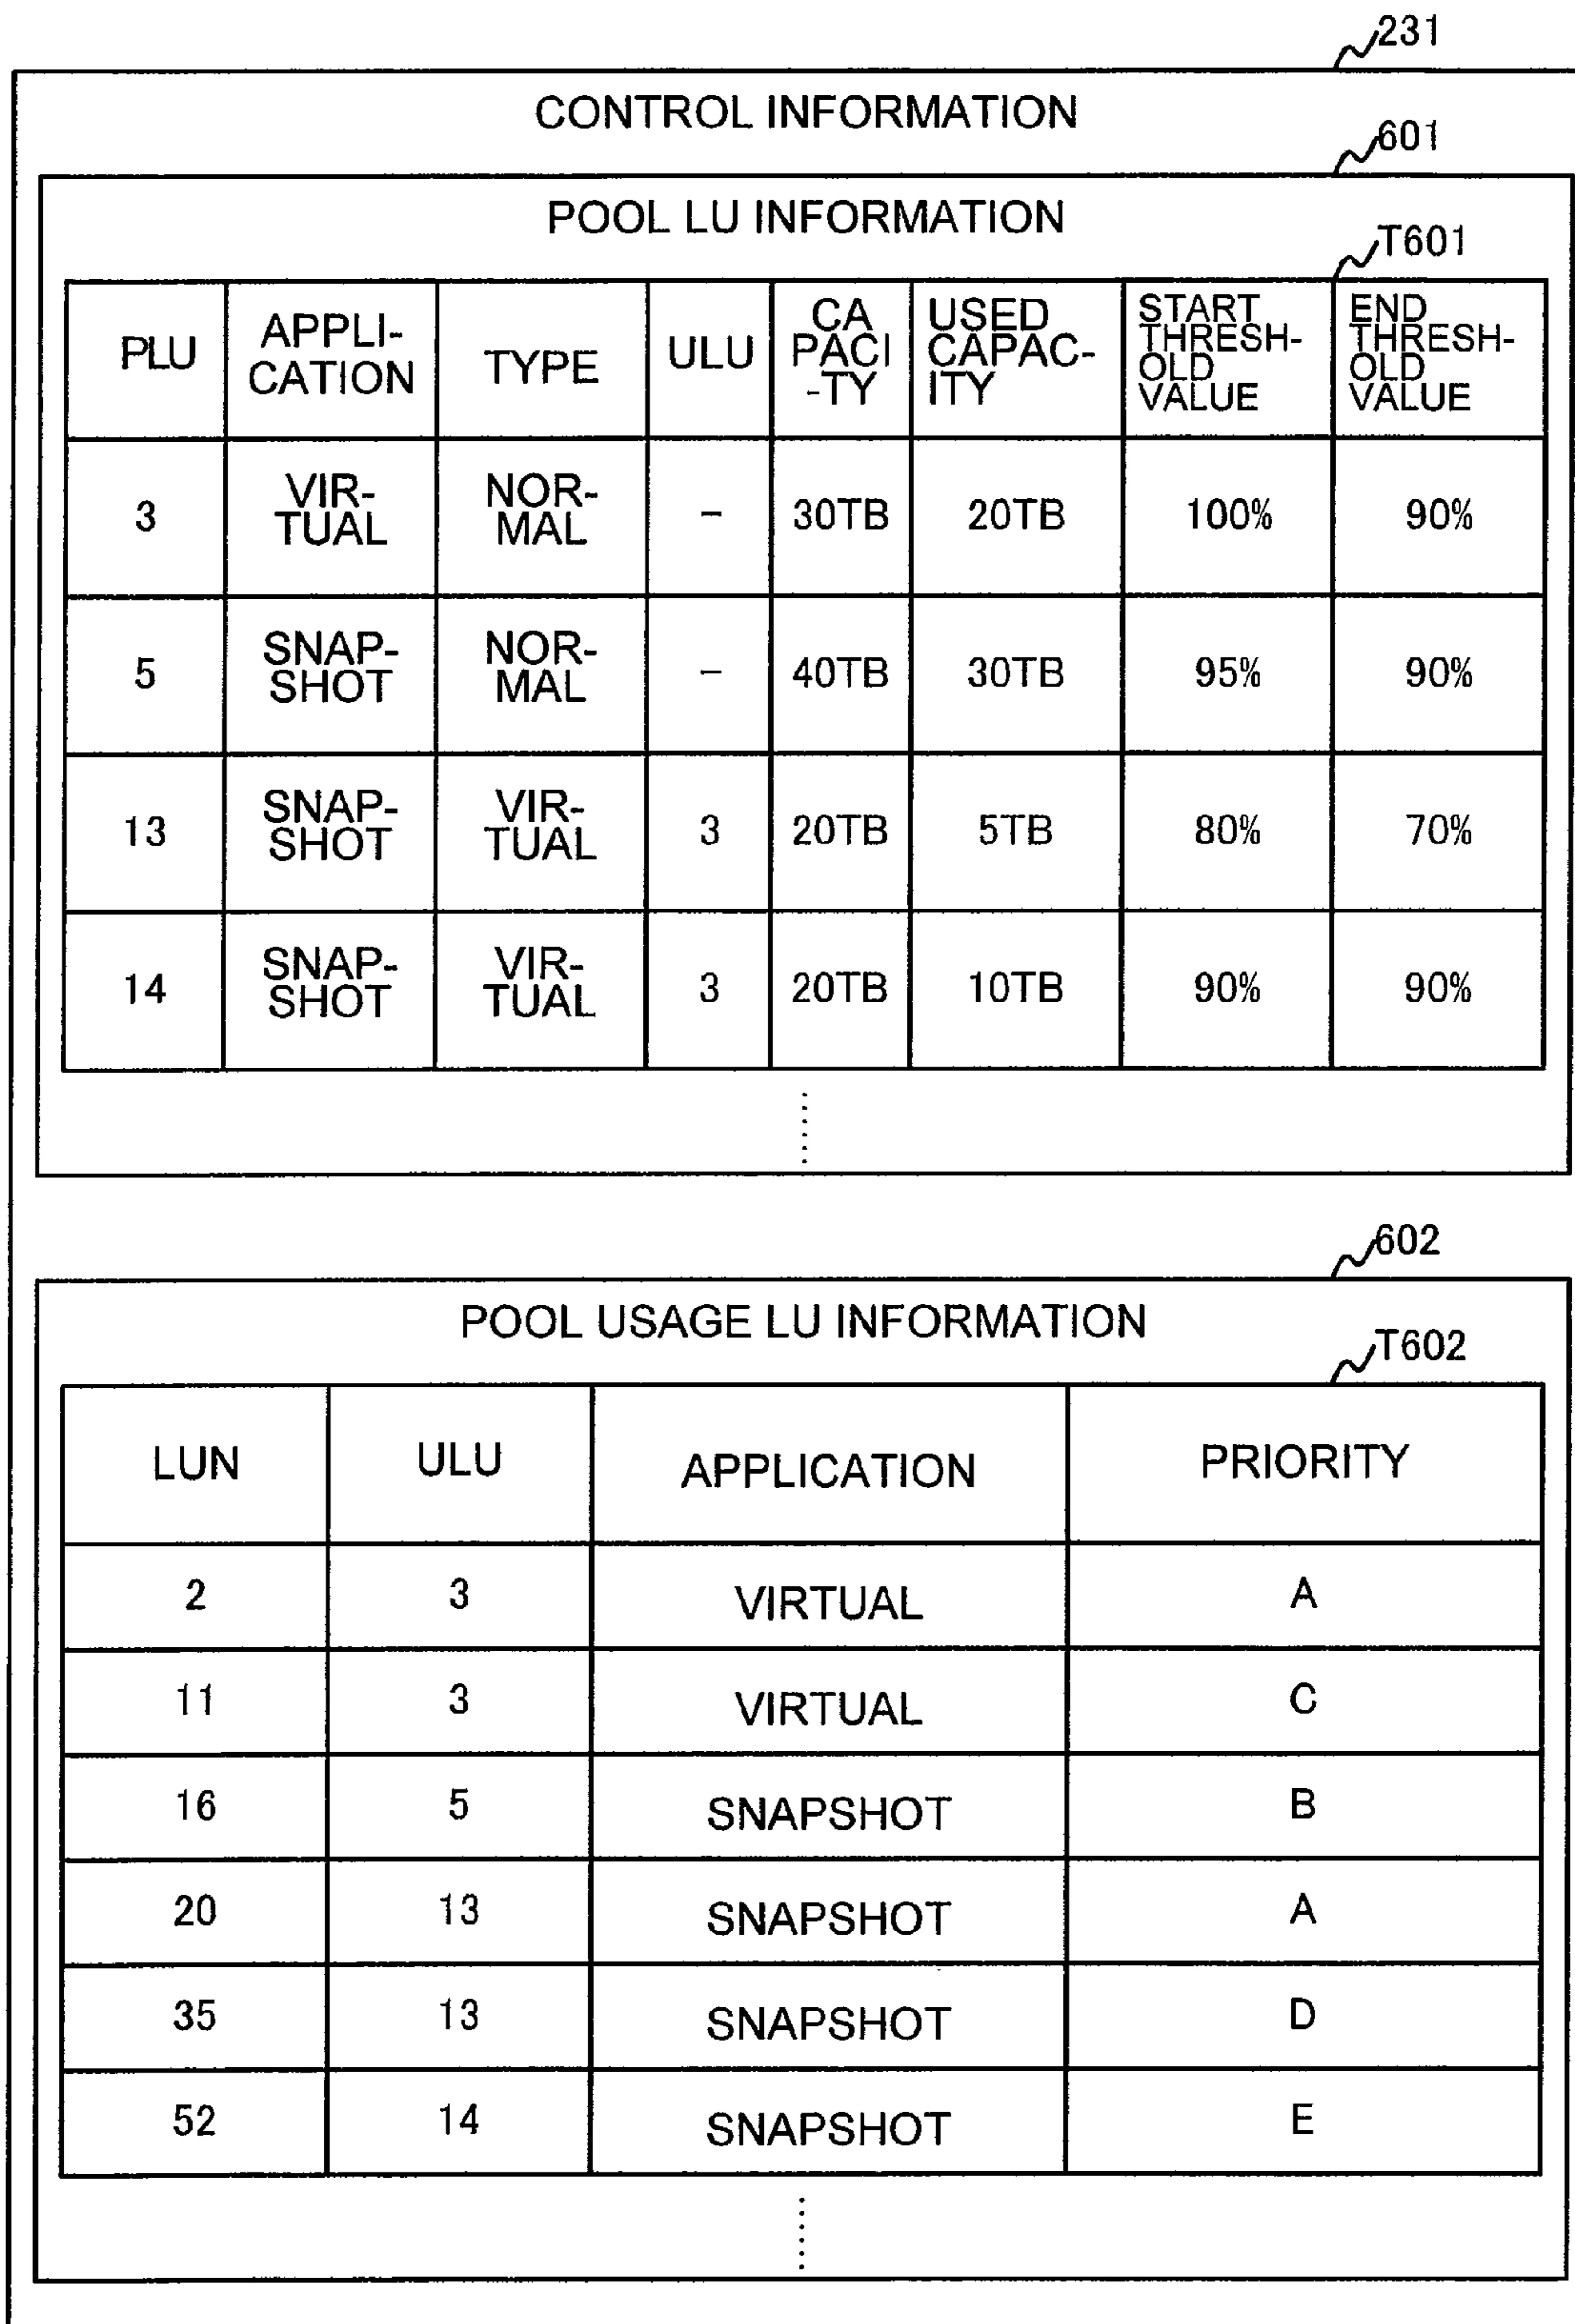 231
CONTROL INFORMATION
601
POOL LU INFORMATION
T601
PLU APPLI- CATION TYPE ULU CA PACI -TY USED CAPAC- ITY START THRESH- OLD VALUE END THRESH- OLD VALUE
3 VIR- TUAL NOR- MAL – 30TB 20TB 100% 90%
5 SNAP- SHOT NOR- MAL – 40TB 30TB 95% 90%
13 SNAP- SHOT VIR- TUAL 3 20TB 5TB 80% 70%
14 SNAP- SHOT VIR- TUAL 3 20TB 10TB 90% 90%
602
POOL USAGE LU INFORMATION
T602
LUN ULU APPLICATION PRIORITY
2 3 VIRTUAL A
11 3 VIRTUAL C
16 5 SNAPSHOT B
20 13 SNAPSHOT A
35 13 SNAPSHOT D
52 14 SNAPSHOT E